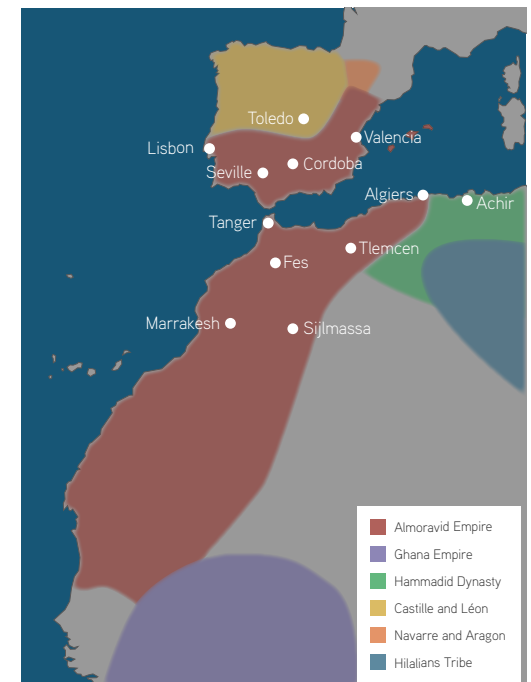 Toledo
Valencia
Lisbon
Cordoba
Seville
Algiers
Achir
Tanger
Tlemcen
Fes
Marrakesh
Sijlmassa
Almoravid Empire
Ghana Empire
Hammadid Dynasty
Castille and Léon
Navarre and Aragon
Hilalians Tribe